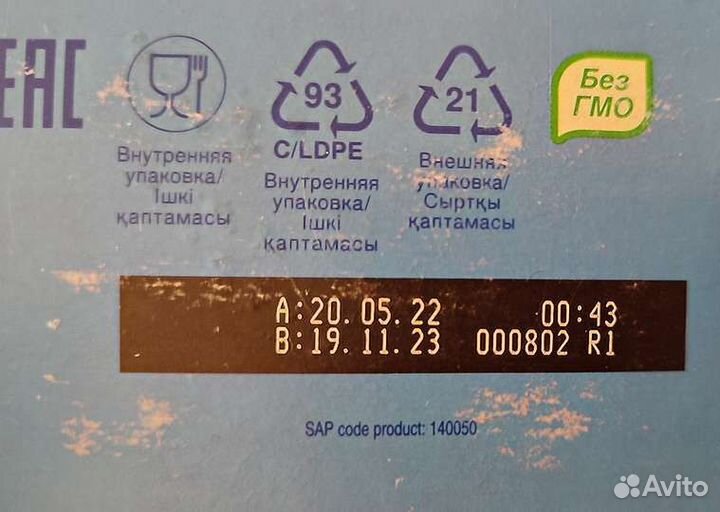 EAC
93
C/LDPE
21
Без
ГМО
Внутренняя
упаковка/
Ішкі
қаптамасы
Внутренняя
упаковка/
Ішкі
қаптамасы
Внешняя
упаковка/
Сыртқы
қаптамасы
A:20.05.22 00:43
B:19.11.23 000802 R1
SAP code product: 140050
Avito